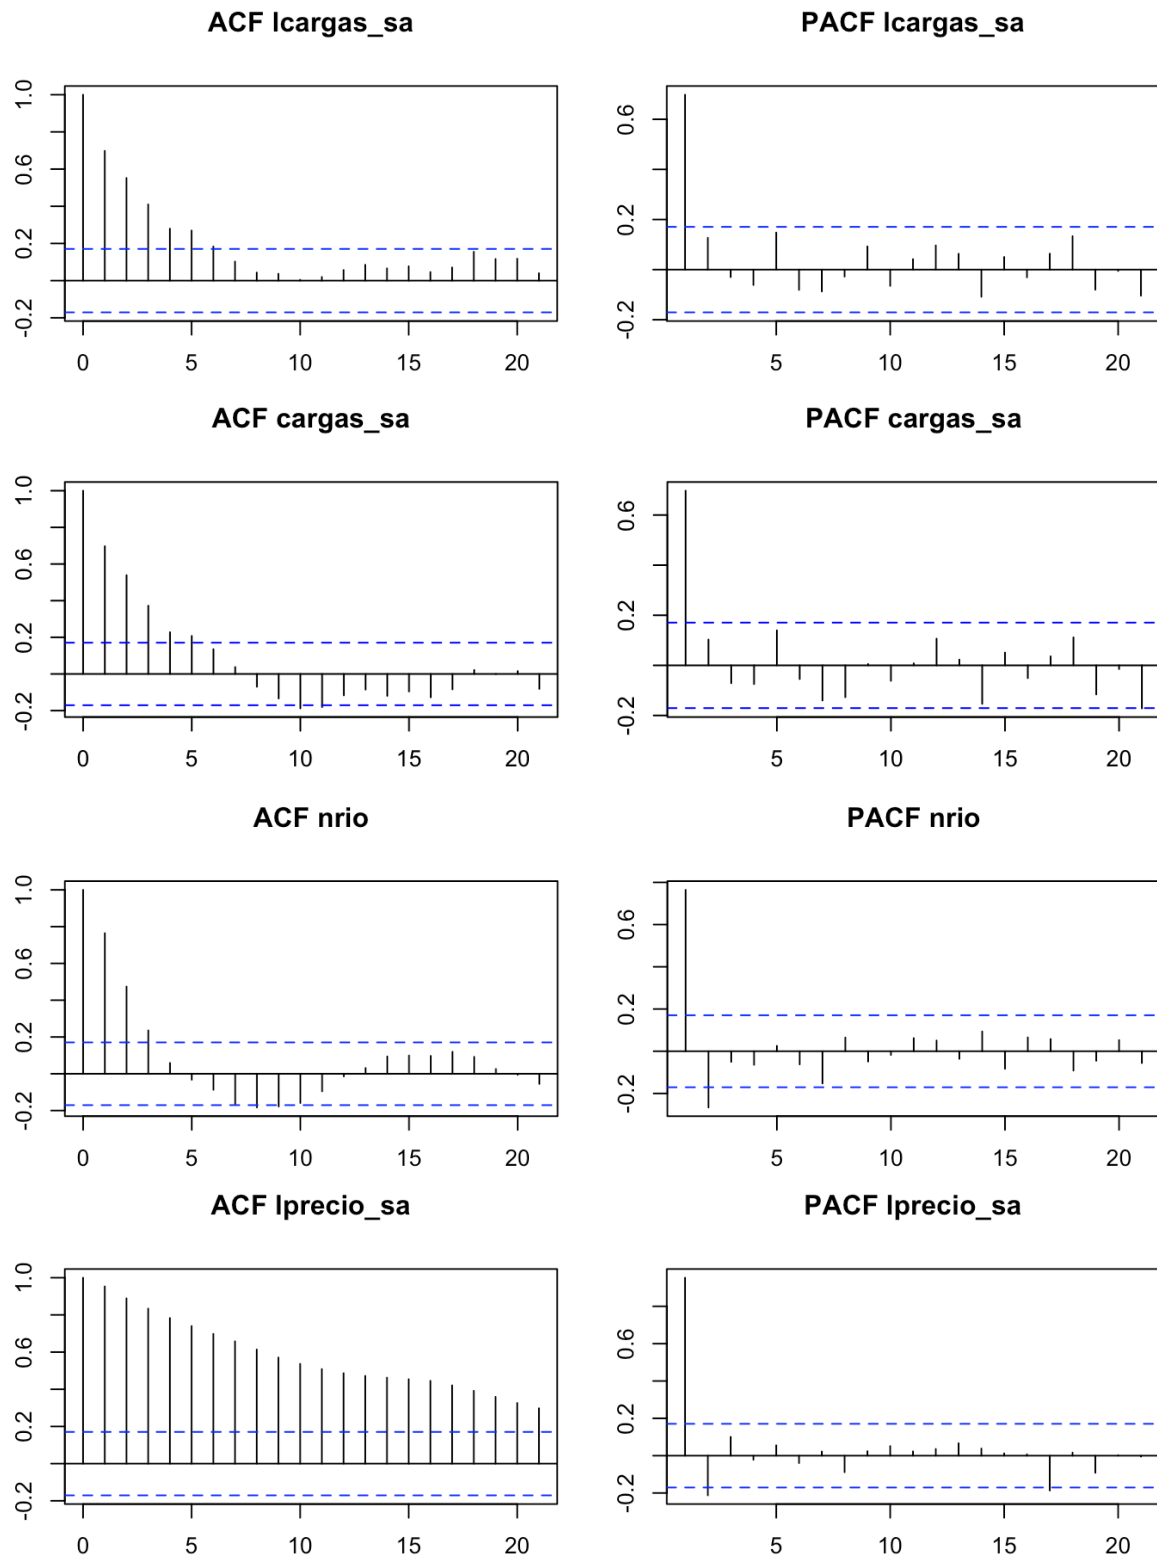 ACF lcargas_sa
PACF lcargas_sa
1.0
0.6
0.2
-0.2
0 5 10 15 20
0.6
0.2
-0.2
5 10 15 20
ACF cargas_sa
PACF cargas_sa
1.0
0.6
0.2
-0.2
0 5 10 15 20
0.6
0.2
-0.2
5 10 15 20
ACF nrio
PACF nrio
1.0
0.6
0.2
-0.2
0 5 10 15 20
0.6
0.2
-0.2
5 10 15 20
ACF lprecio_sa
PACF lprecio_sa
1.0
0.6
0.2
-0.2
0 5 10 15 20
0.6
0.2
-0.2
5 10 15 20